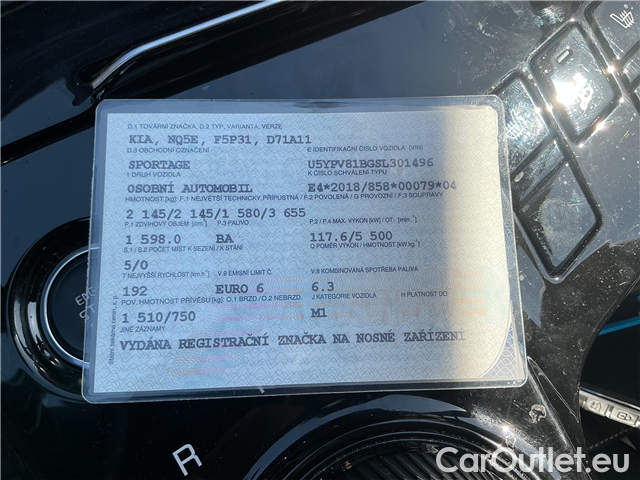 D.1 TOVÁRNÍ ZNAČKA, D.2 TYP, VARIANTA, VERZE
KIA, NQ5E, F5P31, D71A11
D.3 OBCHODNÍ OZNAČENÍ E IDENTIFIKAČNÍ ČÍSLO VOZIDLA (VIN)
SPORTAGE U5YPV81BGSL301496
1 DRUH VOZIDLA K ČÍSLO SCHVÁLENÍ TYPU
OSOBNÍ AUTOMOBIL E4*2018/858*00079*04
HMOTNOST [kg]: F.1 NEJVĚTŠÍ TECHNICKY PŘÍPUSTNÁ / F.2 POVOLENÁ / G PROVOZNÍ / F.3 SOUPRAVY
2 145/2 145/1 580/3 655
P.1 ZDVIHOVÝ OBJEM [cm³] P.3 PALIVO P.2 / P.4 MAX. VÝKON [kW] / OT. [min⁻¹]
1 598.0 BA 117.6/5 500
S.1 / S.2 POČET MÍST K SEZENÍ / K STÁNÍ Q POMĚR VÝKON / HMOTNOST [kW.kg⁻¹]
5/0
T NEJVYŠŠÍ RYCHLOST [km.h⁻¹] V.9 EMISNÍ LIMIT Č. V.8 KOMBINOVANÁ SPOTŘEBA PALIVA
192 EURO 6 6.3
POV. HMOTNOST PŘÍVĚSU [kg]: O.1 BRZD. / O.2 NEBRZD. J KATEGORIE VOZIDLA H PLATNOST DO
1 510/750 M1
JINÉ ZÁZNAMY
VYDÁNA REGISTRAČNÍ ZNAČKA NA NOSNÉ ZAŘÍZENÍ
R
CarOutlet.eu